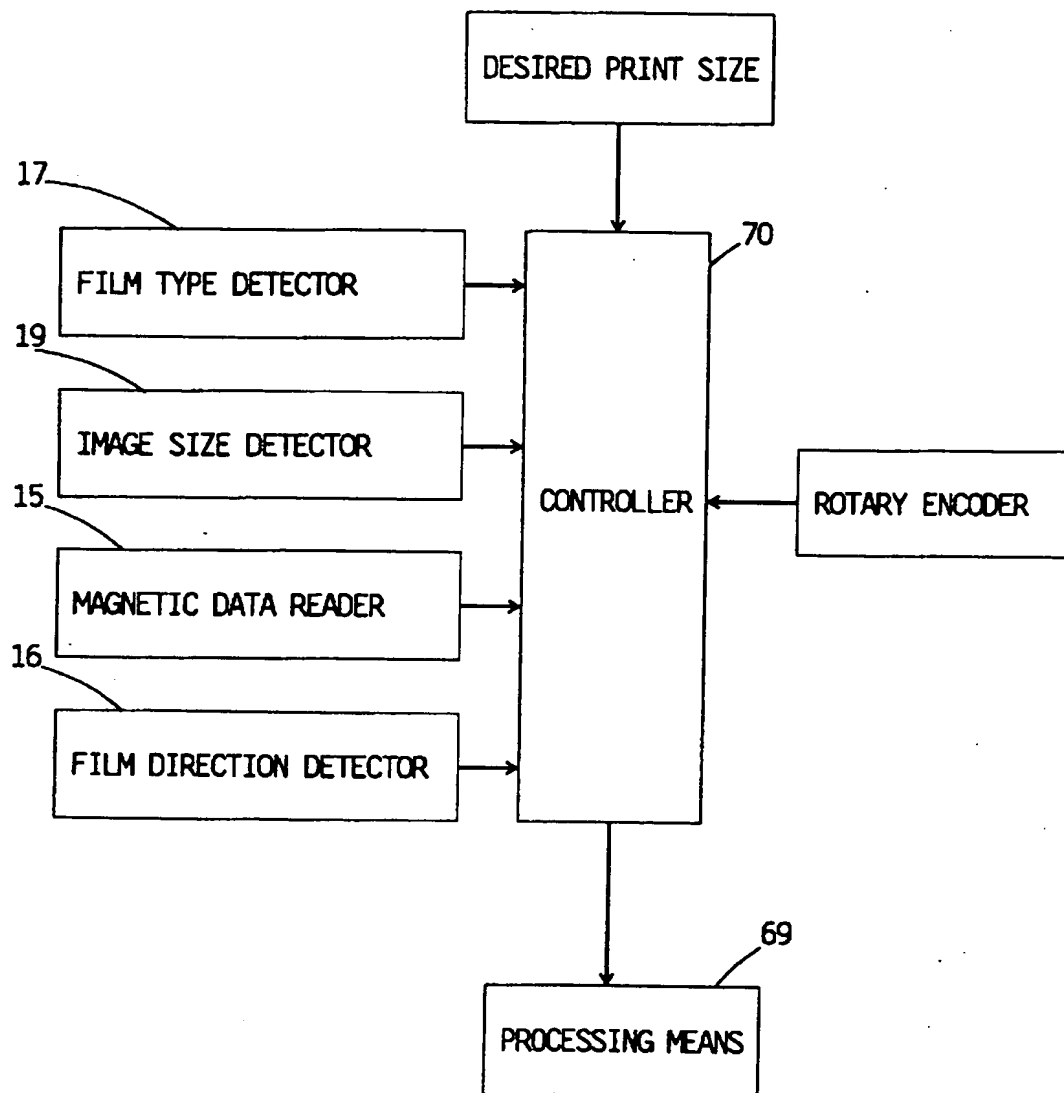 DESIRED PRINT SIZE
17
70
FILM TYPE DETECTOR
19
IMAGE SIZE DETECTOR
CONTROLLER
ROTARY ENCODER
15
MAGNETIC DATA READER
16
FILM DIRECTION DETECTOR
69
PROCESSING MEANS